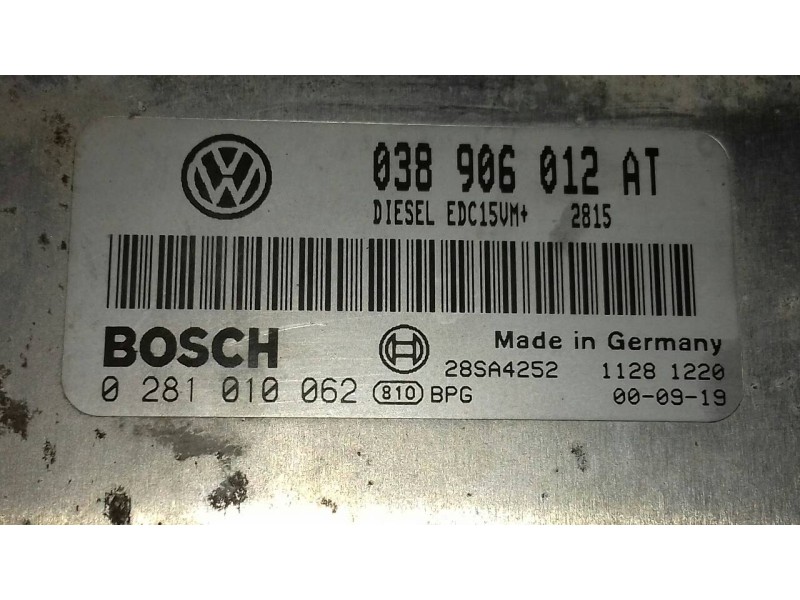 VW
038 906 012 AT
DIESEL EDC15VM+ 2815
BOSCH
Made in Germany
28SA4252 1128 1220
0 281 010 062 810 BPG 00-09-19